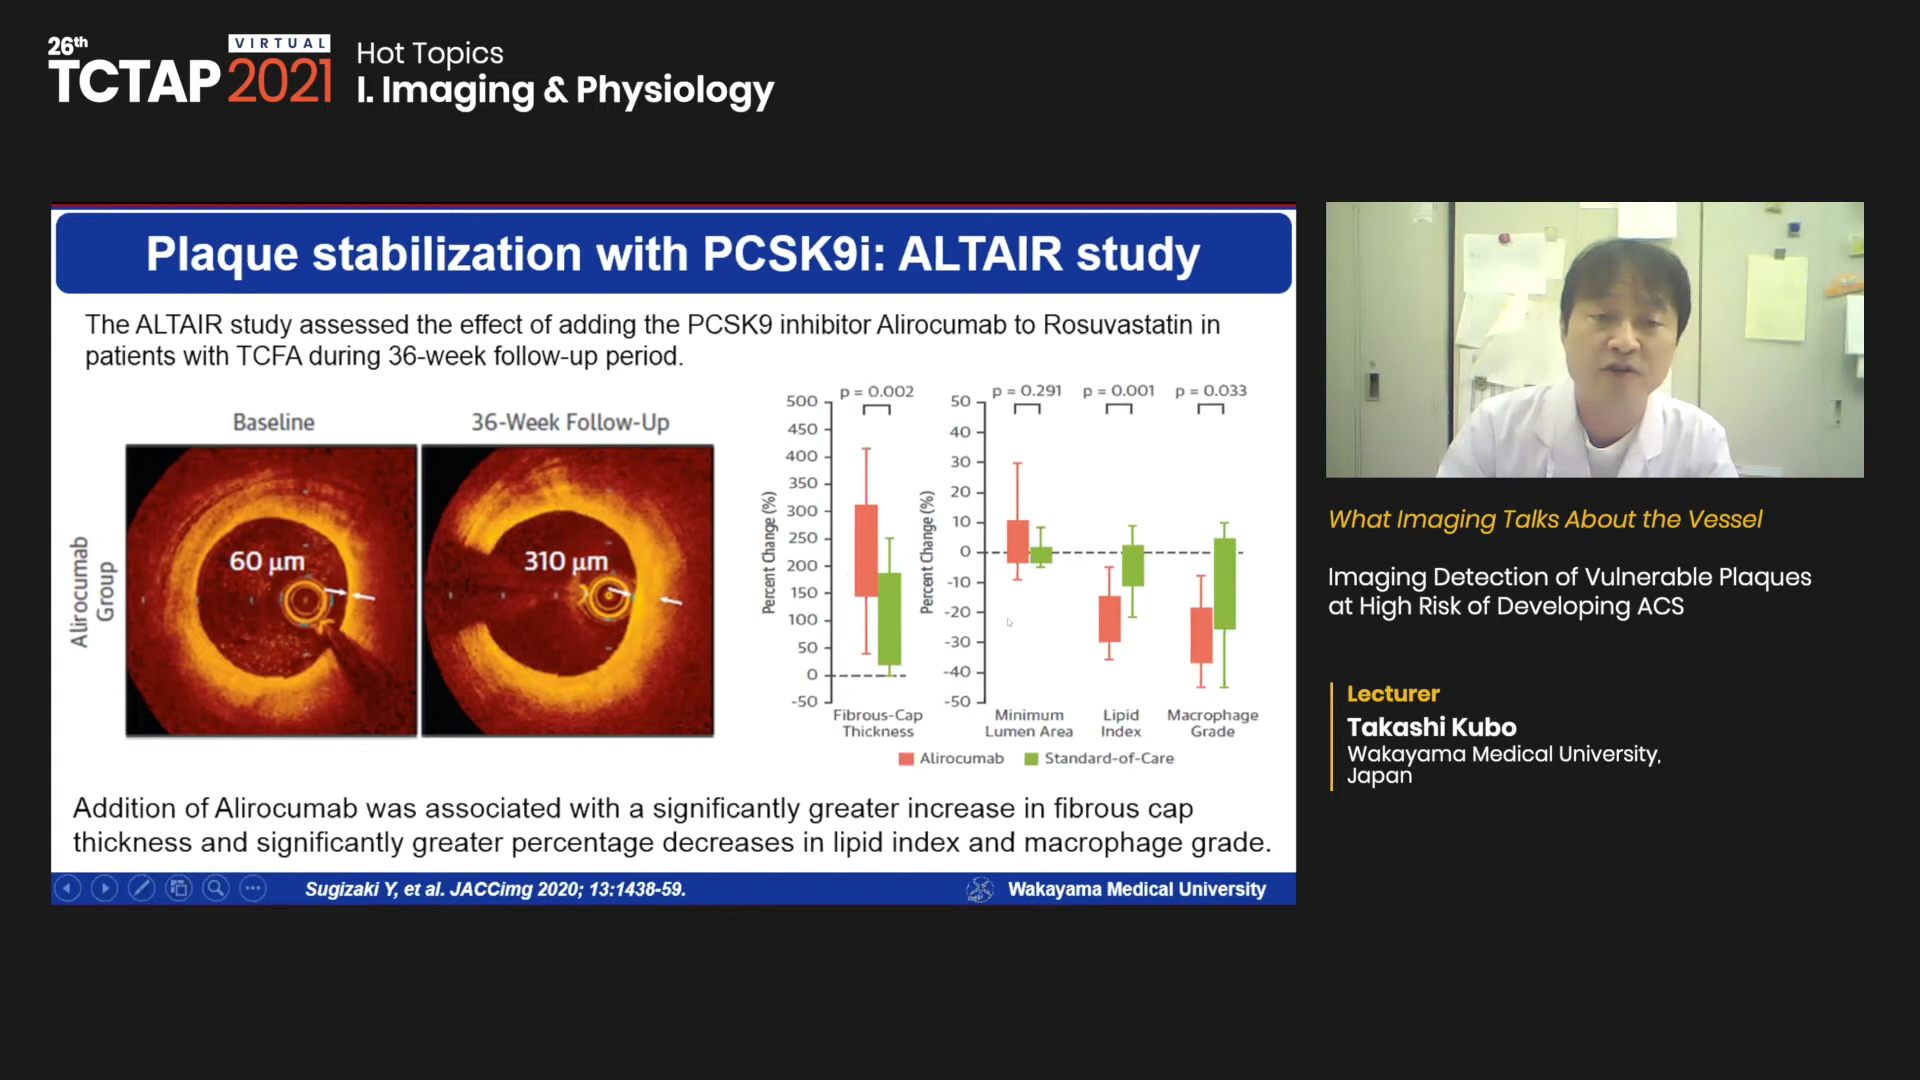 26th
VIRTUAL
TCTAP 2021
Hot Topics
I. Imaging & Physiology
Plaque stabilization with PCSK9i: ALTAIR study
The ALTAIR study assessed the effect of adding the PCSK9 inhibitor Alirocumab to Rosuvastatin in
patients with TCFA during 36-week follow-up period.
Baseline
36-Week Follow-Up
Alirocumab
Group
60 µm
310 µm
p = 0.002
Percent Change (%)
500
450
400
350
300
250
200
150
100
50
0
-50
Fibrous-Cap
Thickness
p = 0.291
p = 0.001
p = 0.033
Percent Change (%)
50
40
30
20
10
0
-10
-20
-30
-40
-50
Minimum
Lumen Area
Lipid
Index
Macrophage
Grade
Alirocumab
Standard-of-Care
Addition of Alirocumab was associated with a significantly greater increase in fibrous cap
thickness and significantly greater percentage decreases in lipid index and macrophage grade.
Sugizaki Y, et al. JACCimg 2020; 13:1438-59.
Wakayama Medical University
What Imaging Talks About the Vessel
Imaging Detection of Vulnerable Plaques
at High Risk of Developing ACS
Lecturer
Takashi Kubo
Wakayama Medical University,
Japan